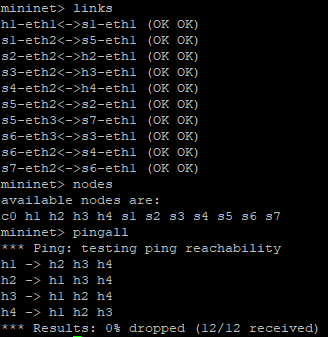 mininet> links
h1-eth1<->s1-eth1 (OK OK)
s1-eth2<->s5-eth1 (OK OK)
s2-eth2<->h2-eth1 (OK OK)
s3-eth2<->h3-eth1 (OK OK)
s4-eth2<->h4-eth1 (OK OK)
s5-eth2<->s2-eth1 (OK OK)
s5-eth3<->s7-eth1 (OK OK)
s6-eth3<->s3-eth1 (OK OK)
s6-eth2<->s4-eth1 (OK OK)
s7-eth2<->s6-eth1 (OK OK)
mininet> nodes
available nodes are:
c0 h1 h2 h3 h4 s1 s2 s3 s4 s5 s6 s7
mininet> pingall
*** Ping: testing ping reachability
h1 -> h2 h3 h4
h2 -> h1 h3 h4
h3 -> h1 h2 h4
h4 -> h1 h2 h3
*** Results: 0% dropped (12/12 received)